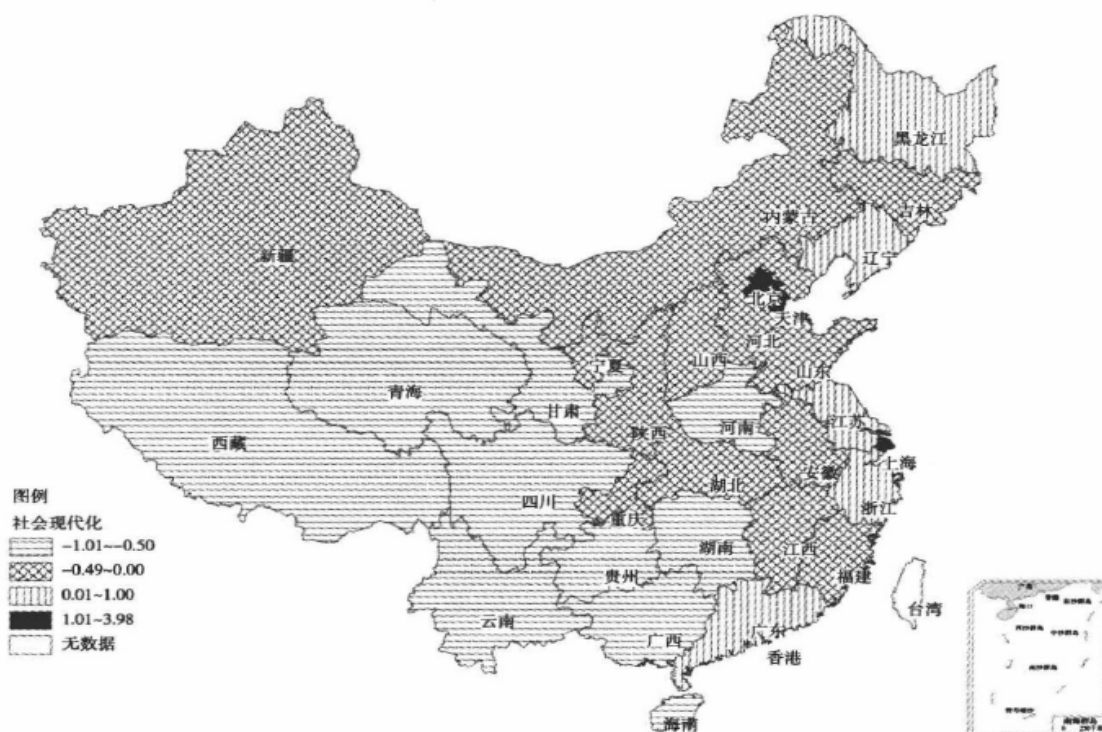 黑龙江
内蒙古
吉林
新疆
辽宁
北京
天津
河北
宁夏
山西
山东
青海
甘肃
陕西
河南
江苏
西藏
上海
安徽
湖北
四川
浙江
重庆
湖南
江西
贵州
福建
台湾
云南
广西
广东
香港
海南
图例
社会现代化
-1.01~-0.50
-0.49~0.00
0.01~1.00
1.01~3.98
无数据
南海群岛